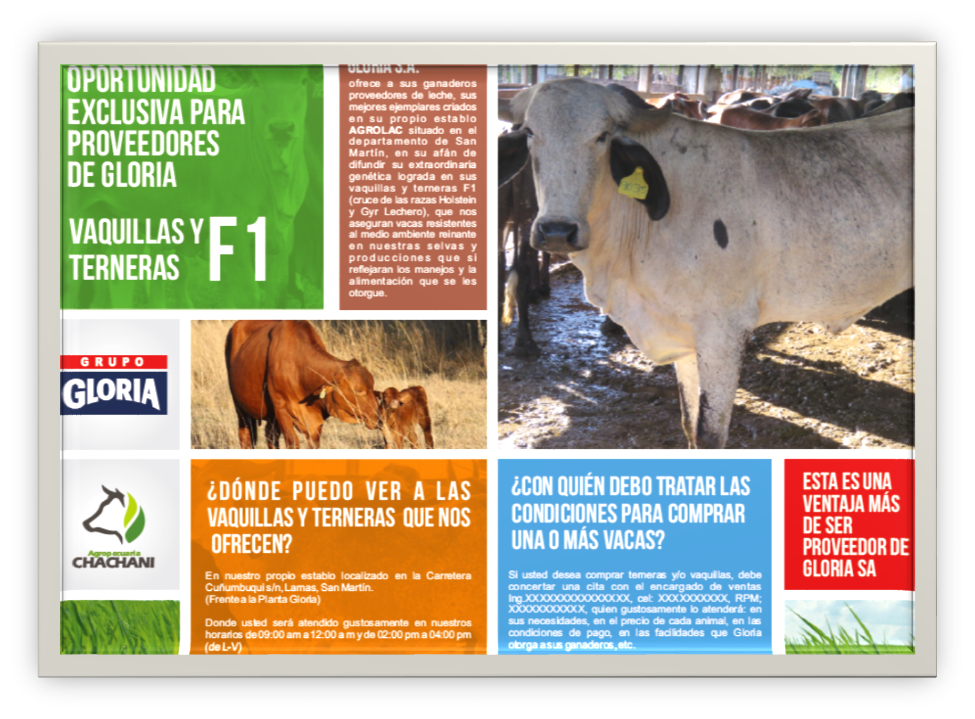 OPORTUNIDAD
EXCLUSIVA PARA
PROVEEDORES
DE GLORIA
VAQUILLAS Y
TERNERAS
F1
GLORIA S.A.
ofrece a sus ganaderos
proveedores de leche, sus
mejores ejemplares criados
en su propio establo
AGROLAC situado en el
departamento de San
Martín, en su afán de
difundir su extraordinaria
genética lograda en sus
vaquillas y terneras F1
(cruce de las razas Holstein
y Gyr Lechero), que nos
aseguran vacas resistentes
al medio ambiente reinante
en nuestras selvas y
producciones que si
reflejaran los manejos y la
alimentación que se les
otorgue.
GRUPO
GLORIA
Agropecuaria
CHACHANI
¿DÓNDE PUEDO VER A LAS
VAQUILLAS Y TERNERAS QUE NOS
OFRECEN?
En nuestro propio establo localizado en la Carretera
Cuñumbuqui s/n, Lamas, San Martín.
(Frente a la Planta Gloria)
Donde usted será atendido gustosamente en nuestros
horarios de 09:00 am a 12:00 a m y de 02:00 pm a 04:00 pm
(de L-V)
¿CON QUIÉN DEBO TRATAR LAS
CONDICIONES PARA COMPRAR
UNA O MÁS VACAS?
Si usted desea comprar terneras y/o vaquillas, debe
concertar una cita con el encargado de ventas
Ing.XXXXXXXXXXXXXXXX, cel: XXXXXXXXXX, RPM;
XXXXXXXXXXX, quien gustosamente lo atenderá: en
sus necesidades, en el precio de cada animal, en las
condiciones de pago, en las facilidades que Gloria
otorga a sus ganaderos, etc.
ESTA ES UNA
VENTAJA MÁS
DE SER
PROVEEDOR DE
GLORIA SA